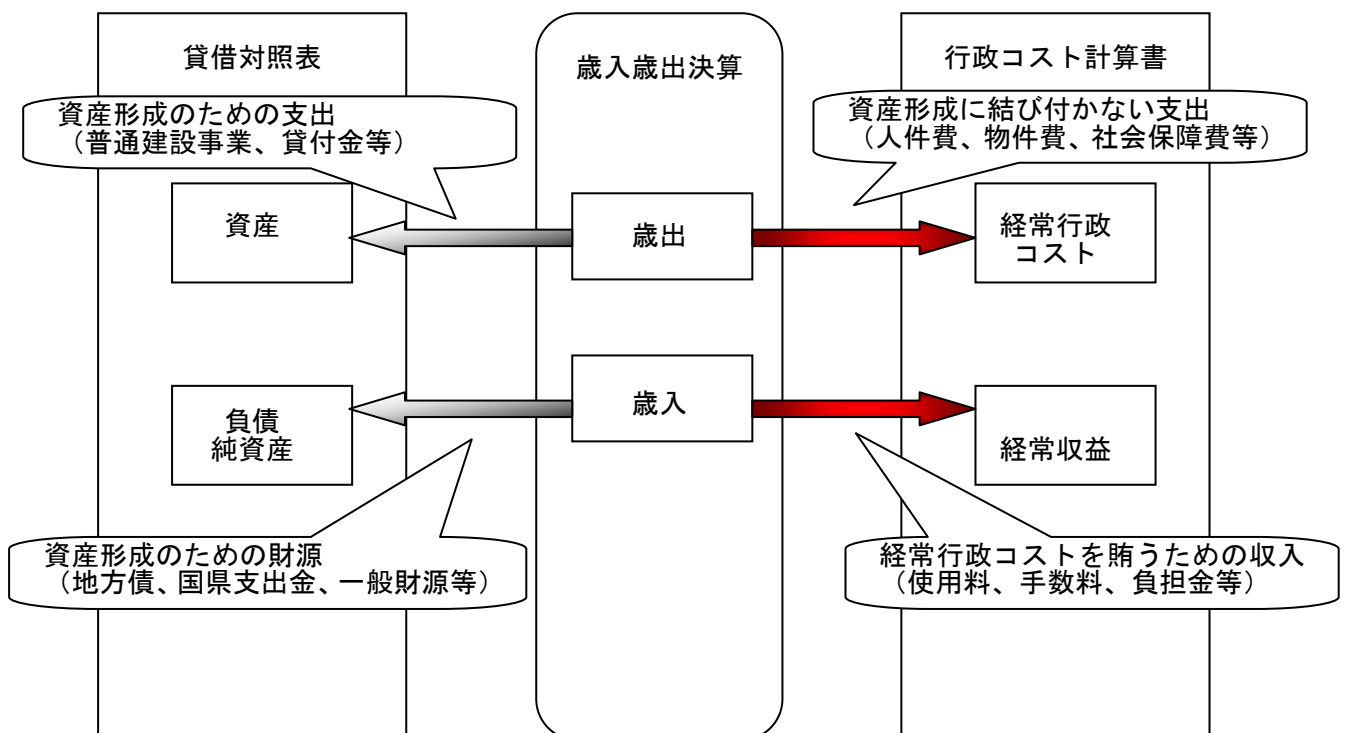 貸借対照表
歳入歳出決算
行政コスト計算書
資産形成のための支出
（普通建設事業、貸付金等）
資産形成に結び付かない支出
（人件費、物件費、社会保障費等）
資産
歳出
経常行政
コスト
歳入
負債
純資産
経常収益
資産形成のための財源
（地方債、国県支出金、一般財源等）
経常行政コストを賄うための収入
（使用料、手数料、負担金等）